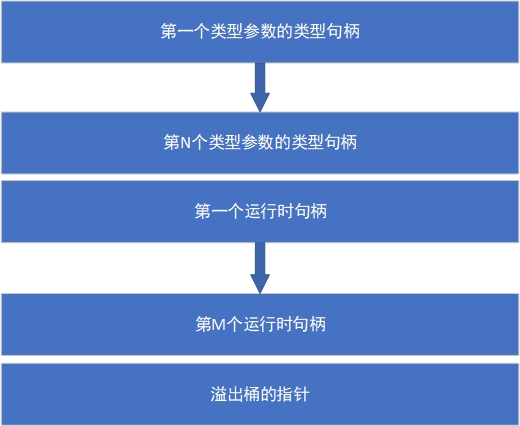 第一个类型参数的类型句柄
第N个类型参数的类型句柄
第一个运行时句柄
第M个运行时句柄
溢出桶的指针